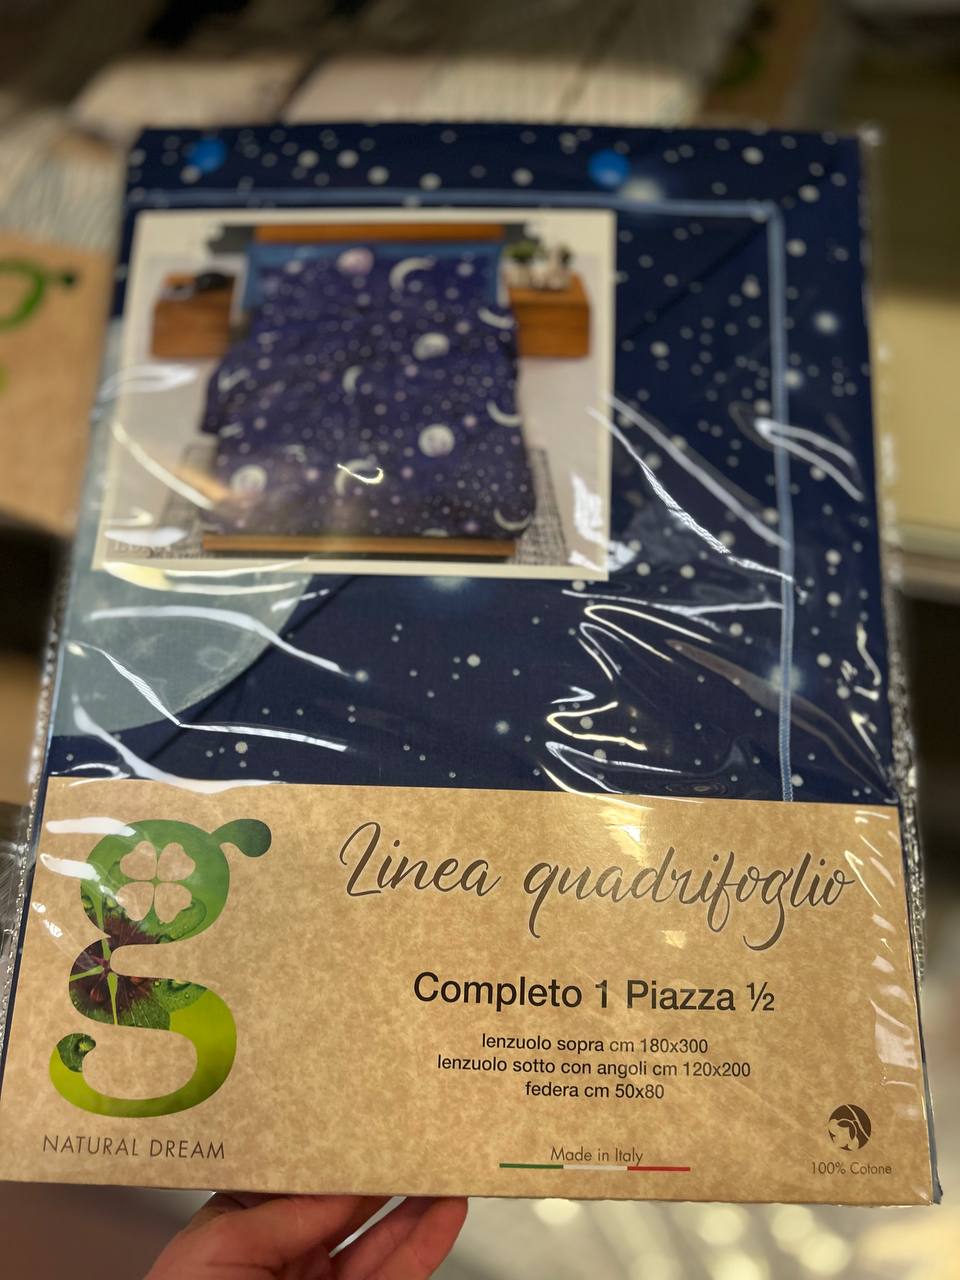 Linea quadrifoglio
Completo 1 Piazza ½
lenzuolo sopra cm 180x300
lenzuolo sotto con angoli cm 120x200
federa cm 50x80
NATURAL DREAM
Made in Italy
100% Cotone